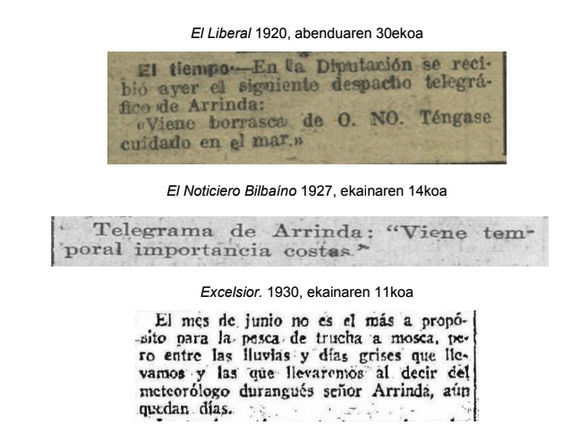 El Liberal 1920, abenduaren 30ekoa
El tiempo—En la Diputación se reci-
bió ayer el siguiente despacho telegrá-
fico de Arrinda:
«Viene borrasca de O. NO. Téngase
cuidado en el mar.»
El Noticiero Bilbaíno 1927, ekainaren 14koa
Telegrama de Arrinda: “Viene tem-
poral importancia costas”
Excelsior. 1930, ekainaren 11koa
El mes de junio no es el más a propó-
sito para la pesca de trucha a mosca, pe-
ro entre las lluvias y días grises que lle-
vamos y las que llevaremos al decir del
meteorólogo durangués señor Arrinda, aún
quedan días.